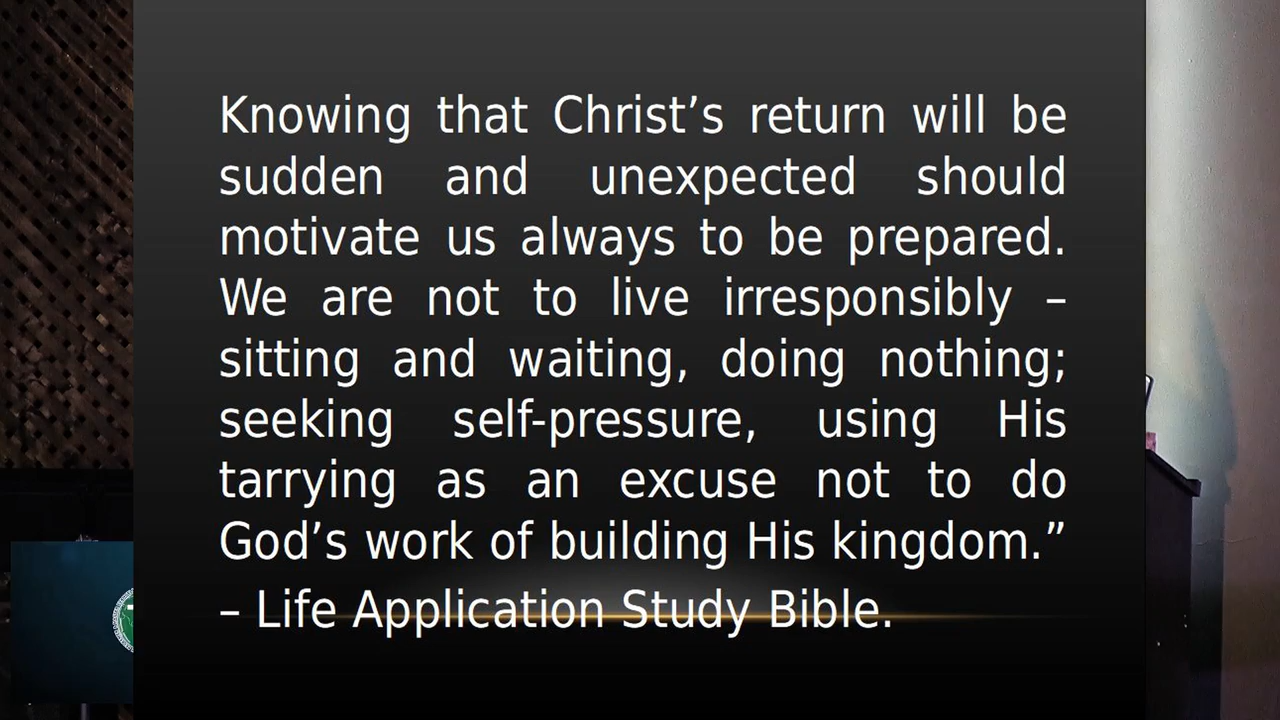 Knowing that Christ’s return will be
sudden and unexpected should
motivate us always to be prepared.
We are not to live irresponsibly –
sitting and waiting, doing nothing;
seeking self-pressure, using His
tarrying as an excuse not to do
God’s work of building His kingdom.”
– Life Application Study Bible.